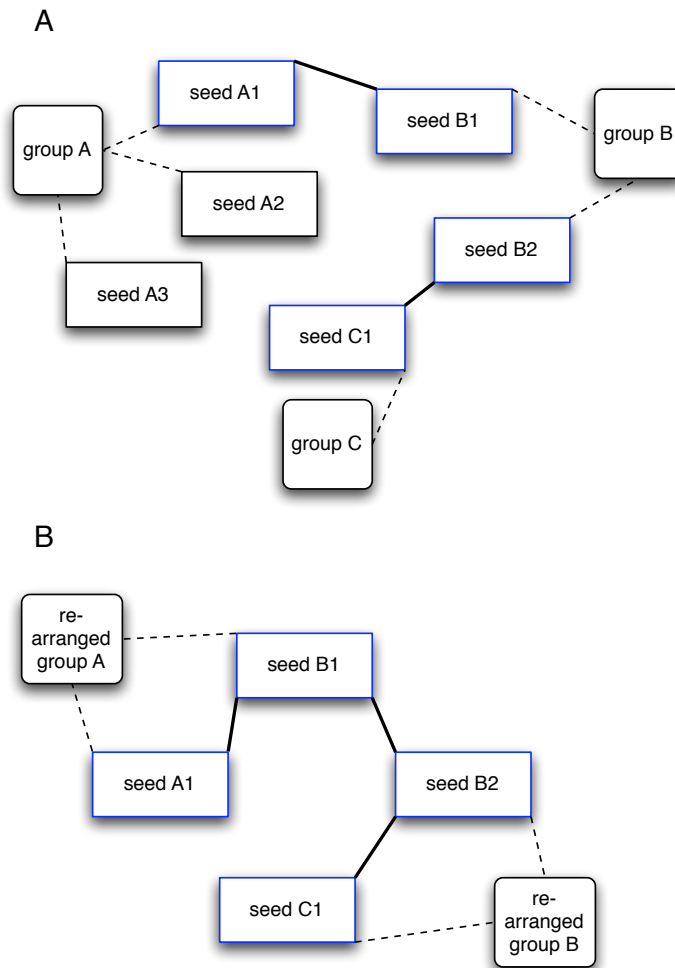 A
seed A1
seed B1
group A
group B
seed A2
seed B2
seed A3
seed C1
group C
B
re-
arranged
group A
seed B1
seed A1
seed B2
seed C1
re-
arranged
group B